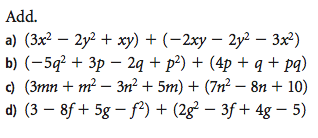 Add.
a) (3x² − 2y² + xy) + (−2xy − 2y² − 3x²)
b) (−5q² + 3p − 2q + p²) + (4p + q + pq)
c) (3mn + m² − 3n² + 5m) + (7n² − 8n + 10)
d) (3 − 8f + 5g − f²) + (2g² − 3f + 4g − 5)